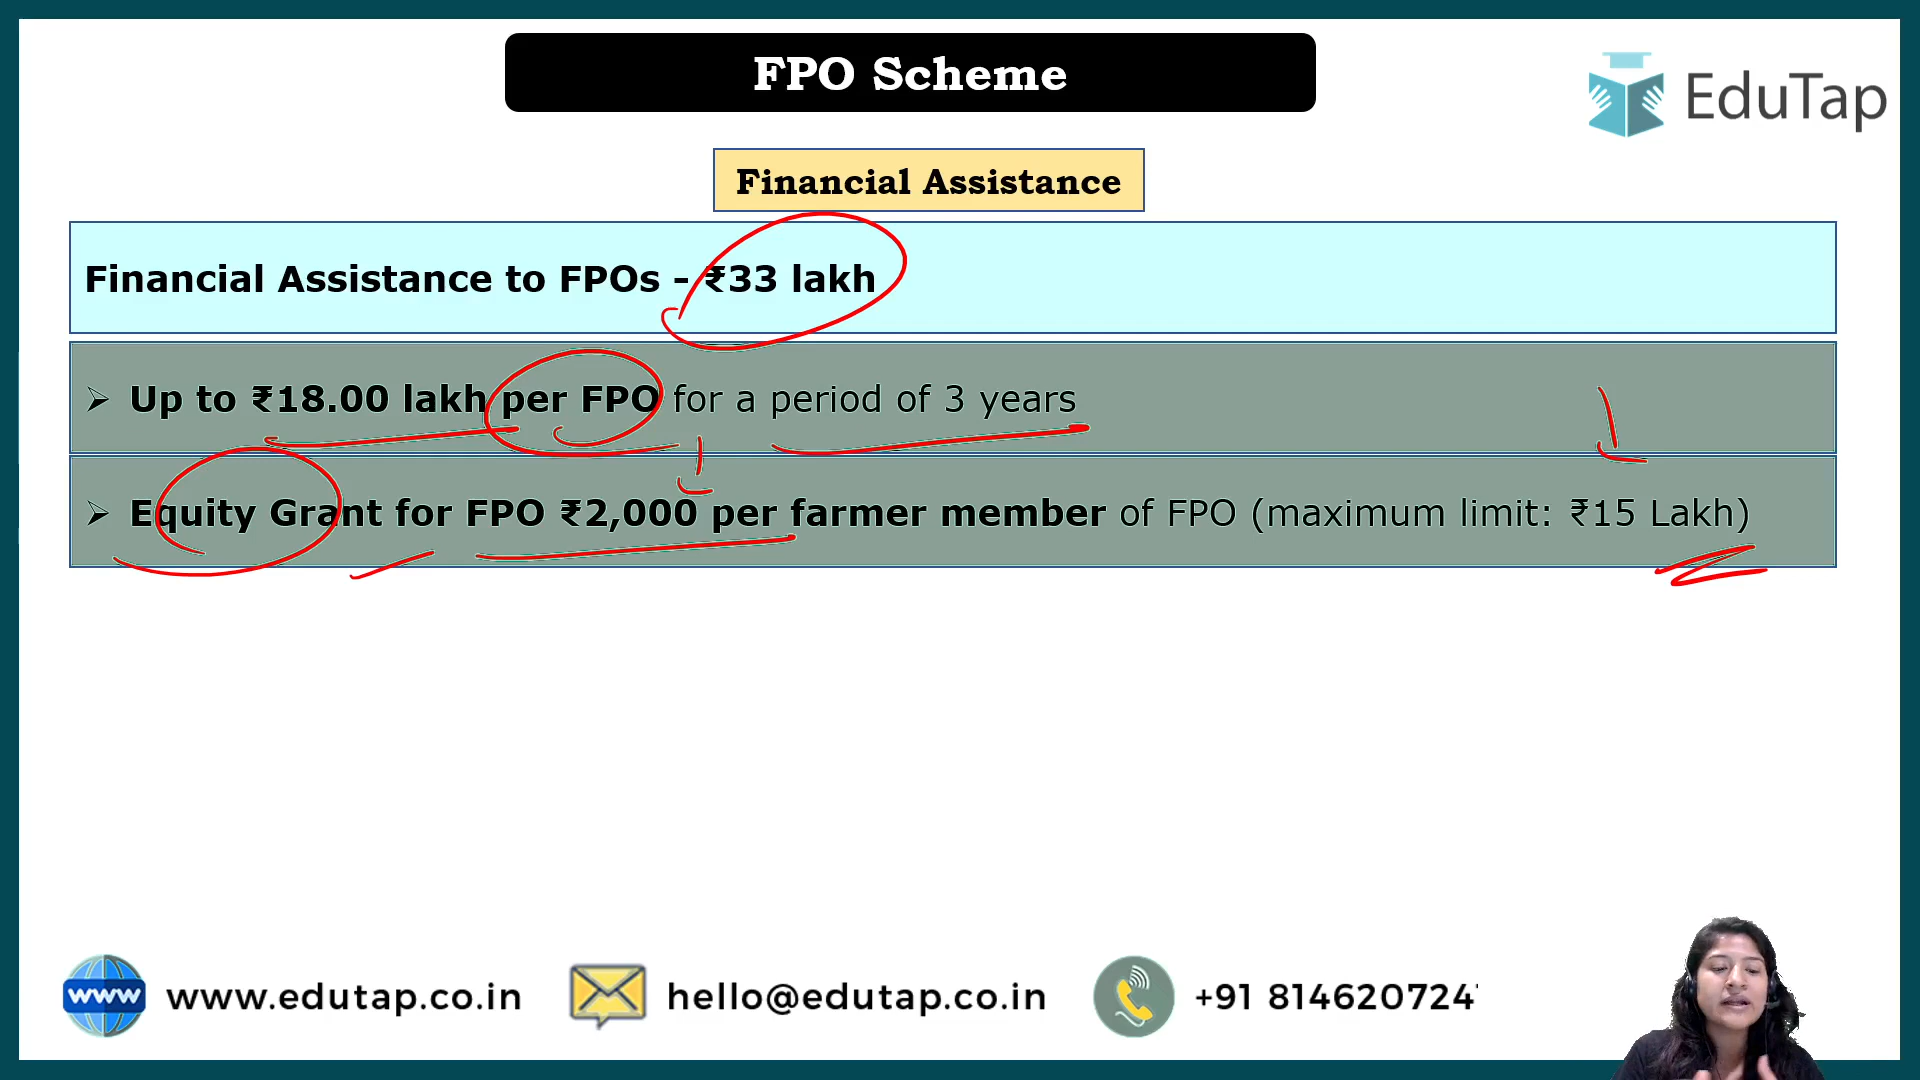 FPO Scheme
EduTap
Financial Assistance
Financial Assistance to FPOs - ₹33 lakh
➢ Up to ₹18.00 lakh per FPO for a period of 3 years
➢ Equity Grant for FPO ₹2,000 per farmer member of FPO (maximum limit: ₹15 Lakh)
www www.edutap.co.in hello@edutap.co.in +91 814620724